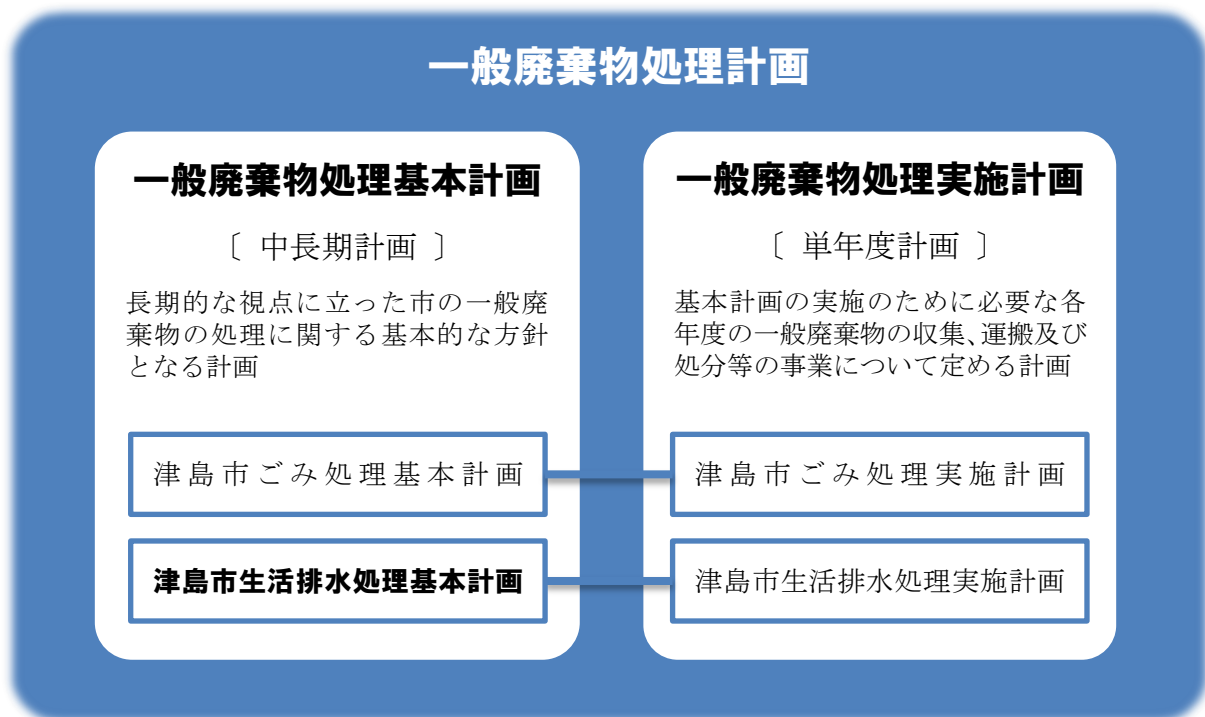 一般廃棄物処理計画
一般廃棄物処理基本計画
〔 中長期計画 〕
長期的な視点に立った市の一般廃
棄物の処理に関する基本的な方針
となる計画
津島市ごみ処理基本計画
津島市生活排水処理基本計画
一般廃棄物処理実施計画
〔 単年度計画 〕
基本計画の実施のために必要な各
年度の一般廃棄物の収集、運搬及び
処分等の事業について定める計画
津島市ごみ処理実施計画
津島市生活排水処理実施計画